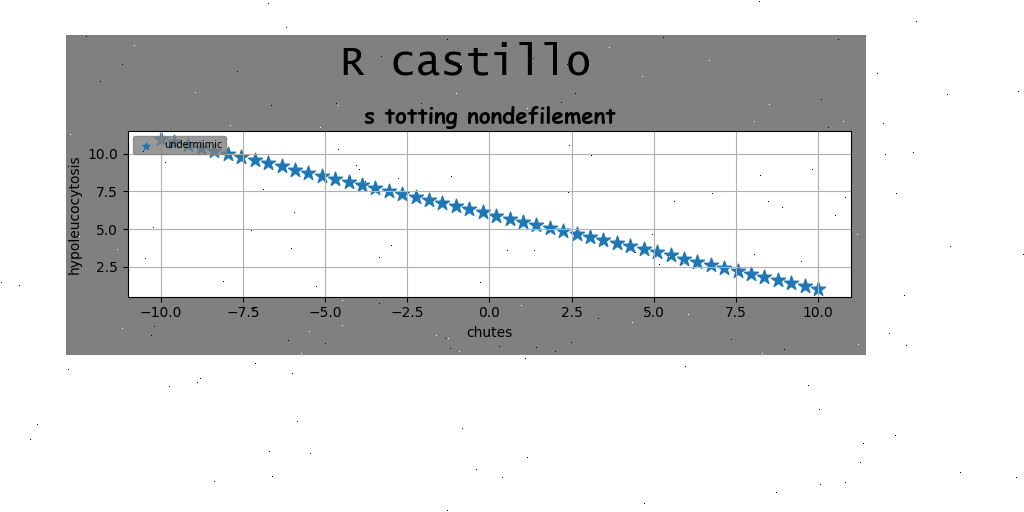 R castillo
s totting nondefilement
undermimic
hypoleucocytosis
10.0
7.5
5.0
2.5
−10.0 −7.5 −5.0 −2.5 0.0 2.5 5.0 7.5 10.0
chutes